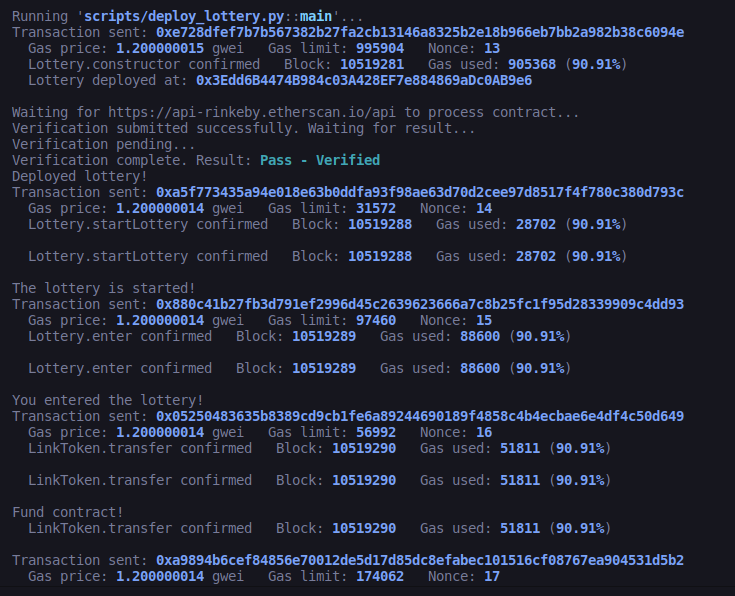 Running 'scripts/deploy_lottery.py::main'...
Transaction sent: 0xe728dfef7b7b567382b27fa2cb13146a8325b2e18b966eb7bb2a982b38c6094e
Gas price: 1.200000015 gwei   Gas limit: 995904   Nonce: 13
Lottery.constructor confirmed   Block: 10519281   Gas used: 905368 (90.91%)
Lottery deployed at: 0x3Edd6B4474B984c03A428EF7e884869aDc0AB9e6
Waiting for https://api-rinkeby.etherscan.io/api to process contract...
Verification submitted successfully. Waiting for result...
Verification pending...
Verification complete. Result: Pass - Verified
Deployed lottery!
Transaction sent: 0xa5f773435a94e018e63b0ddfa93f98ae63d70d2cee97d8517f4f780c380d793c
Gas price: 1.200000014 gwei   Gas limit: 31572   Nonce: 14
Lottery.startLottery confirmed   Block: 10519288   Gas used: 28702 (90.91%)
Lottery.startLottery confirmed   Block: 10519288   Gas used: 28702 (90.91%)
The lottery is started!
Transaction sent: 0x880c41b27fb3d791ef2996d45c2639623666a7c8b25fc1f95d28339909c4dd93
Gas price: 1.200000014 gwei   Gas limit: 97460   Nonce: 15
Lottery.enter confirmed   Block: 10519289   Gas used: 88600 (90.91%)
Lottery.enter confirmed   Block: 10519289   Gas used: 88600 (90.91%)
You entered the lottery!
Transaction sent: 0x05250483635b8389cd9cb1fe6a89244690189f4858c4b4ecbae6e4df4c50d649
Gas price: 1.200000014 gwei   Gas limit: 56992   Nonce: 16
LinkToken.transfer confirmed   Block: 10519290   Gas used: 51811 (90.91%)
LinkToken.transfer confirmed   Block: 10519290   Gas used: 51811 (90.91%)
Fund contract!
LinkToken.transfer confirmed   Block: 10519290   Gas used: 51811 (90.91%)
Transaction sent: 0xa9894b6cef84856e70012de5d17d85dc8efabec101516cf08767ea904531d5b2
Gas price: 1.200000014 gwei   Gas limit: 174062   Nonce: 17